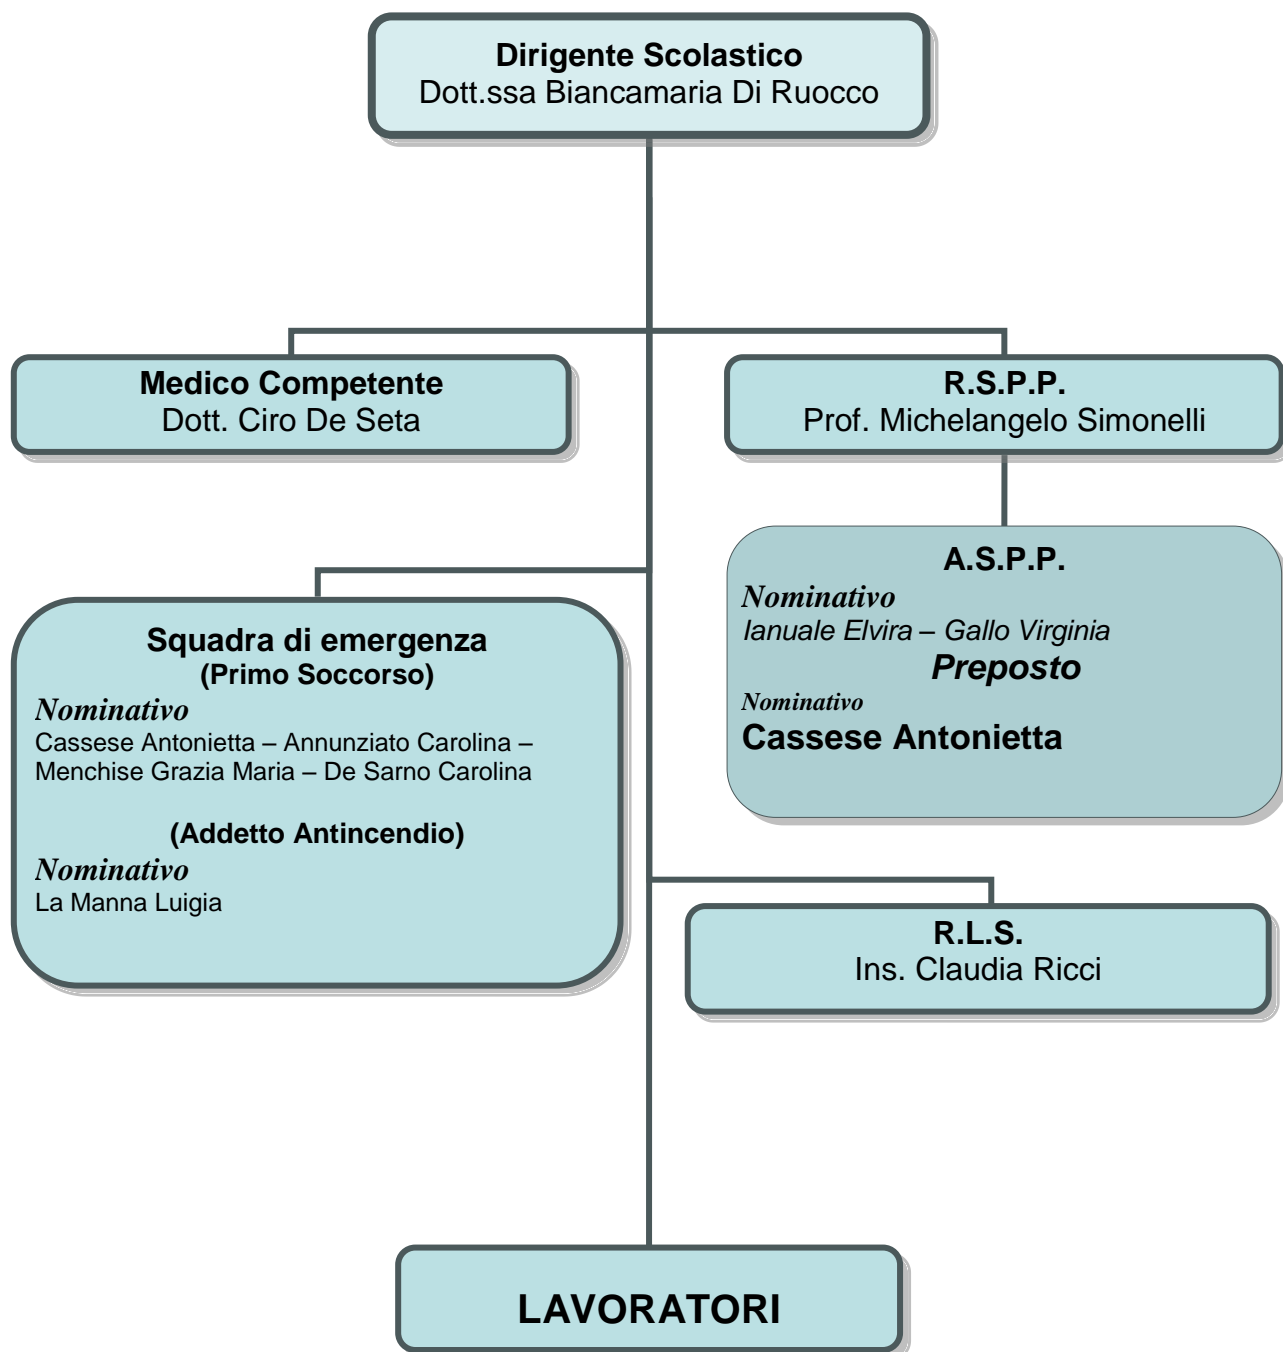 Dirigente Scolastico
Dott.ssa Biancamaria Di Ruocco
Medico Competente
Dott. Ciro De Seta
R.S.P.P.
Prof. Michelangelo Simonelli
A.S.P.P.
Nominativo
Ianuale Elvira – Gallo Virginia
Preposto
Nominativo
Cassese Antonietta
Squadra di emergenza
(Primo Soccorso)
Nominativo
Cassese Antonietta – Annunziato Carolina –
Menchise Grazia Maria – De Sarno Carolina
(Addetto Antincendio)
Nominativo
La Manna Luigia
R.L.S.
Ins. Claudia Ricci
LAVORATORI